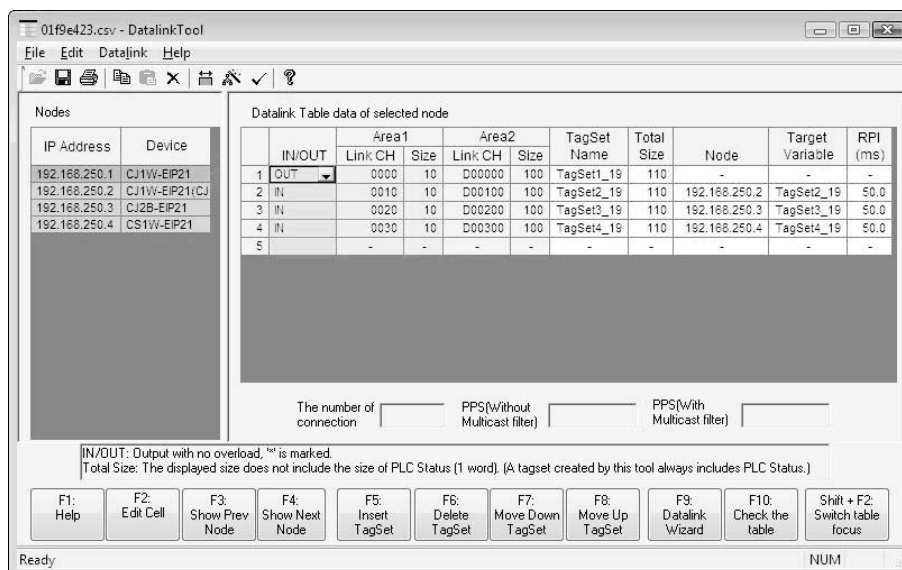 01f9e423.csv - DatalinkTool
File Edit Datalink Help
Nodes
IP Address Device
192.168.250.1 CJ1W-EIP21
192.168.250.2 CJ1W-EIP21(CJ
192.168.250.3 CJ2B-EIP21
192.168.250.4 CS1W-EIP21
Datalink Table data of selected node
IN/OUT Area1 Link CH Size Area2 Link CH Size TagSet Name Total Size Node Target Variable RPI (ms)
1 OUT 0000 10 D00000 100 TagSet1_19 110 - - -
2 IN 0010 10 D00100 100 TagSet2_19 110 192.168.250.2 TagSet2_19 50.0
3 IN 0020 10 D00200 100 TagSet3_19 110 192.168.250.3 TagSet3_19 50.0
4 IN 0030 10 D00300 100 TagSet4_19 110 192.168.250.4 TagSet4_19 50.0
5 - - - - - - - - -
The number of connection
PPS(Without Multicast filter)
PPS(With Multicast filter)
IN/OUT: Output with no overload, '*' is marked.
Total Size: The displayed size does not include the size of PLC Status (1 word). (A tagset created by this tool always includes PLC Status.)
F1: Help
F2: Edit Cell
F3: Show Prev Node
F4: Show Next Node
F5: Insert TagSet
F6: Delete TagSet
F7: Move Down TagSet
F8: Move Up TagSet
F9: Datalink Wizard
F10: Check the table
Shift + F2: Switch table focus
Ready NUM